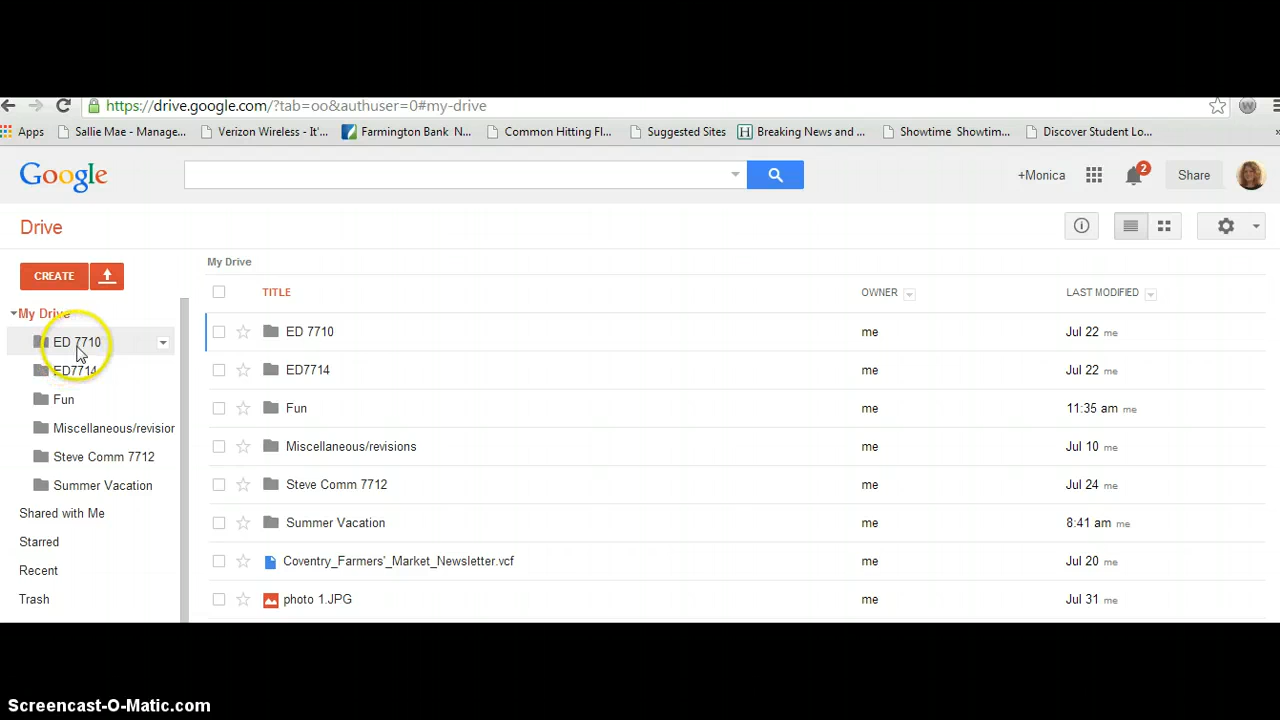 https://drive.google.com/?tab=oo&authuser=0#my-drive
Apps Sallie Mae - Manage... Verizon Wireless - It'... Farmington Bank N... Common Hitting Fl... Suggested Sites Breaking News and ... Showtime Showtim... Discover Student Lo... »
Google +Monica 2 Share
Drive
My Drive
CREATE
TITLE OWNER LAST MODIFIED
My Drive
ED 7710
ED7714
Fun
Miscellaneous/revisior
Steve Comm 7712
Summer Vacation
Shared with Me
Starred
Recent
Trash
ED 7710 me Jul 22 me
ED7714 me Jul 22 me
Fun me 11:35 am me
Miscellaneous/revisions me Jul 10 me
Steve Comm 7712 me Jul 24 me
Summer Vacation me 8:41 am me
Coventry_Farmers'_Market_Newsletter.vcf me Jul 20 me
photo 1.JPG me Jul 31 me
Screencast-O-Matic.com